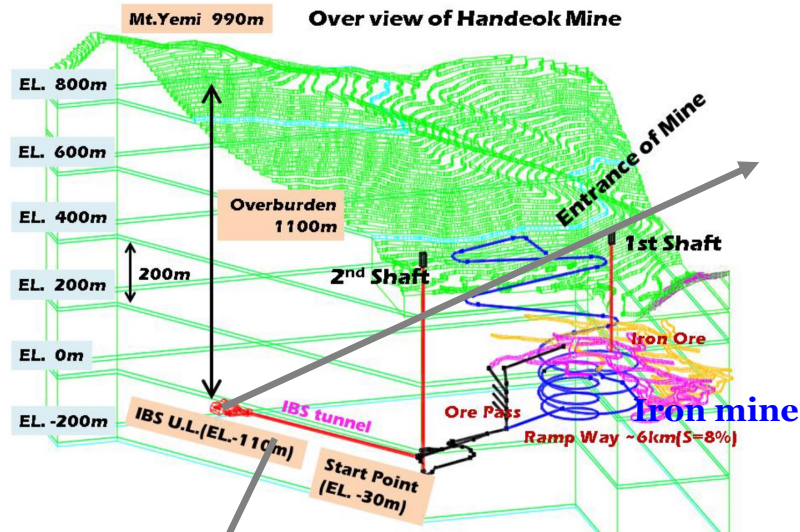 Mt.Yemi 990m
Over view of Handeok Mine
EL. 800m
EL. 600m
EL. 400m
EL. 200m
EL. 0m
EL. -200m
Overburden
1100m
200m
Entrance of Mine
1st Shaft
2nd Shaft
Iron Ore
Iron mine
Ore Pass
Ramp Way ~6km(S=8%)
IBS tunnel
IBS U.L.(EL.-110m)
Start Point
(EL. -30m)